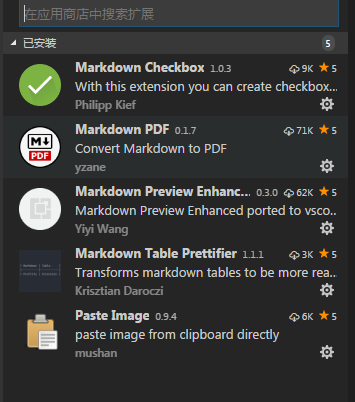 在应用商店中搜索扩展
已安装 5
Markdown Checkbox 1.0.3 9K 5
With this extension you can create checkbox...
Philipp Kief
Markdown PDF 0.1.7 71K 5
M↓
PDF
Convert Markdown to PDF
yzane
Markdown Preview Enhanc... 0.3.0 62K 5
Markdown Preview Enhanced ported to vsco...
Yiyi Wang
Markdown Table Prettifier 1.1.1 3K 5
Transforms markdown tables to be more rea...
Krisztian Daroczi
Paste Image 0.9.4 6K 5
paste image from clipboard directly
mushan